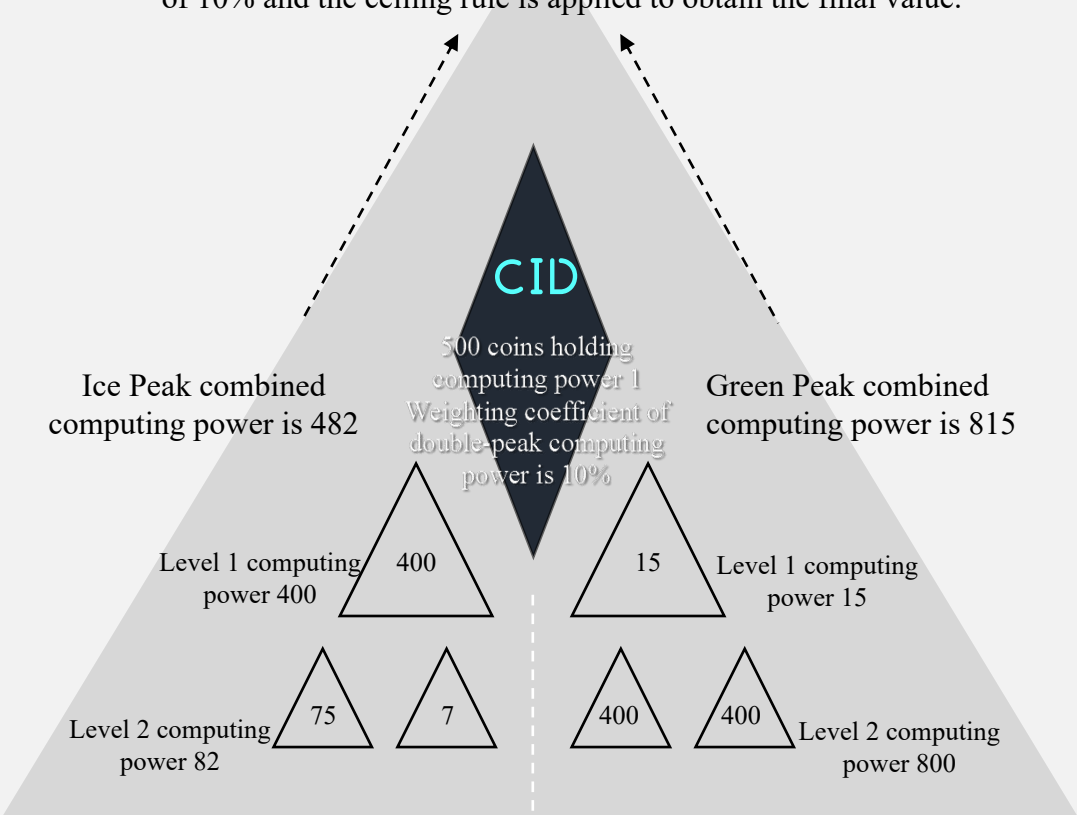 of 10% and the ceiling rule is applied to obtain the final value.
CID
500 coins holding
computing power 1
Weighting coefficient of
double-peak computing
power is 10%
Ice Peak combined
computing power is 482
Green Peak combined
computing power is 815
Level 1 computing
power 400
400
15
Level 1 computing
power 15
Level 2 computing
power 82
75
7
400
400
Level 2 computing
power 800